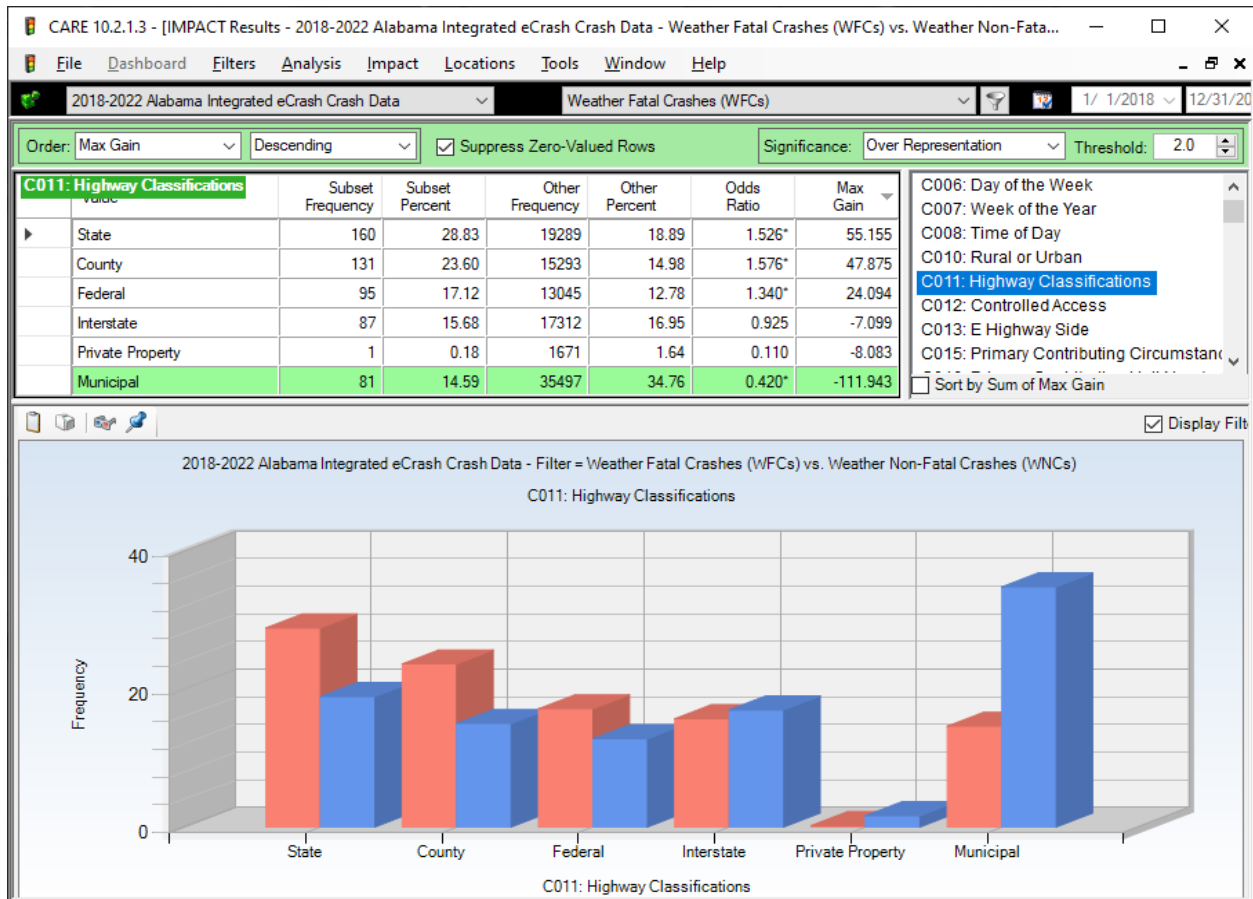 CARE 10.2.1.3 - [IMPACT Results - 2018-2022 Alabama Integrated eCrash Crash Data - Weather Fatal Crashes (WFCs) vs. Weather Non-Fata...
File Dashboard Filters Analysis Impact Locations Tools Window Help
2018-2022 Alabama Integrated eCrash Crash Data Weather Fatal Crashes (WFCs) 1/ 1/2018 12/31/20
Order: Max Gain Descending Suppress Zero-Valued Rows Significance: Over Representation Threshold: 2.0
C011: Highway Classifications Subset Frequency Subset Percent Other Frequency Other Percent Odds Ratio Max Gain
State 160 28.83 19289 18.89 1.526* 55.155
County 131 23.60 15293 14.98 1.576* 47.875
Federal 95 17.12 13045 12.78 1.340* 24.094
Interstate 87 15.68 17312 16.95 0.925 -7.099
Private Property 1 0.18 1671 1.64 0.110 -8.083
Municipal 81 14.59 35497 34.76 0.420* -111.943
C006: Day of the Week
C007: Week of the Year
C008: Time of Day
C010: Rural or Urban
C011: Highway Classifications
C012: Controlled Access
C013: E Highway Side
C015: Primary Contributing Circumstanc
Sort by Sum of Max Gain
Display Filt
2018-2022 Alabama Integrated eCrash Crash Data - Filter = Weather Fatal Crashes (WFCs) vs. Weather Non-Fatal Crashes (WNCs)
C011: Highway Classifications
Frequency
40
20
0
State County Federal Interstate Private Property Municipal
C011: Highway Classifications